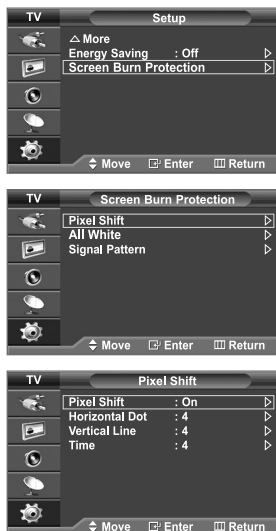 TV Setup
△ More
Energy Saving : Off ▷
Screen Burn Protection ▷
Move Enter Return
TV Screen Burn Protection
Pixel Shift ▷
All White ▷
Signal Pattern ▷
Move Enter Return
TV Pixel Shift
Pixel Shift : On ▷
Horizontal Dot : 4 ▷
Vertical Line : 4 ▷
Time : 4 ▷
Move Enter Return